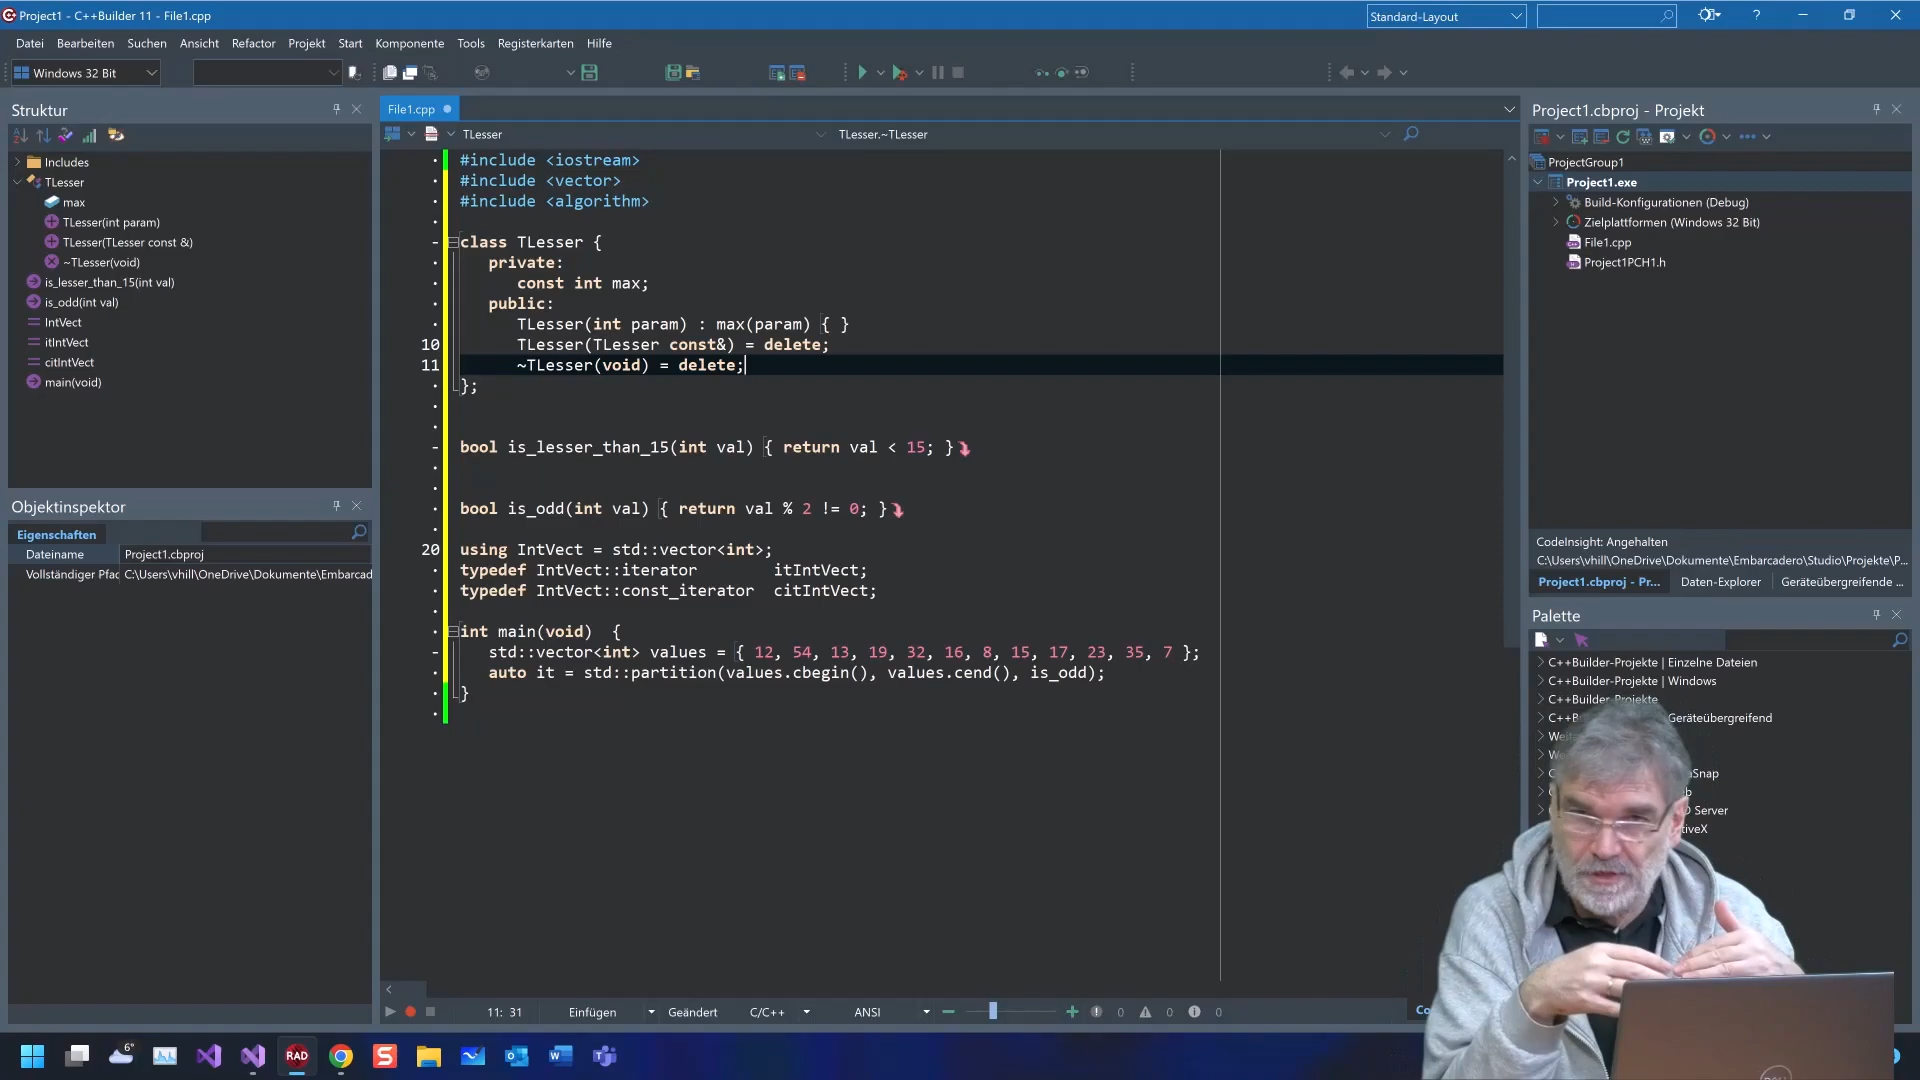 Project1 - C++Builder 11 - File1.cpp
Standard-Layout
Datei Bearbeiten Suchen Ansicht Refactor Projekt Start Komponente Tools Registerkarten Hilfe
Windows 32 Bit
Struktur
Includes
TLesser
max
TLesser(int param)
TLesser(TLesser const &)
~TLesser(void)
is_lesser_than_15(int val)
is_odd(int val)
IntVect
itIntVect
citIntVect
main(void)
Objektinspektor
Eigenschaften
Dateiname Project1.cbproj
Vollständiger Pfad C:\Users\vhill\OneDrive\Dokumente\Embarcad
File1.cpp
TLesser TLesser.~TLesser
#include <iostream>
#include <vector>
#include <algorithm>
class TLesser {
private:
const int max;
public:
TLesser(int param) : max(param) { }
10 TLesser(TLesser const&) = delete;
11 ~TLesser(void) = delete;
};
bool is_lesser_than_15(int val) { return val < 15; }
bool is_odd(int val) { return val % 2 != 0; }
20 using IntVect = std::vector<int>;
typedef IntVect::iterator itIntVect;
typedef IntVect::const_iterator citIntVect;
int main(void) {
std::vector<int> values = { 12, 54, 13, 19, 32, 16, 8, 15, 17, 23, 35, 7 };
auto it = std::partition(values.cbegin(), values.cend(), is_odd);
}
11: 31 Einfügen Geändert C/C++ ANSI 0 0 0
Project1.cbproj - Projekt
ProjectGroup1
Project1.exe
Build-Konfigurationen (Debug)
Zielplattformen (Windows 32 Bit)
File1.cpp
Project1PCH1.h
CodeInsight: Angehalten
C:\Users\vhill\OneDrive\Dokumente\Embarcadero\Studio\Projekte\P...
Project1.cbproj - Pr... Daten-Explorer Geräteübergreifende ...
Palette
C++Builder-Projekte | Einzelne Dateien
C++Builder-Projekte | Windows
C++Builder-Projekte
Geräteübergreifend
Server
6°
RAD